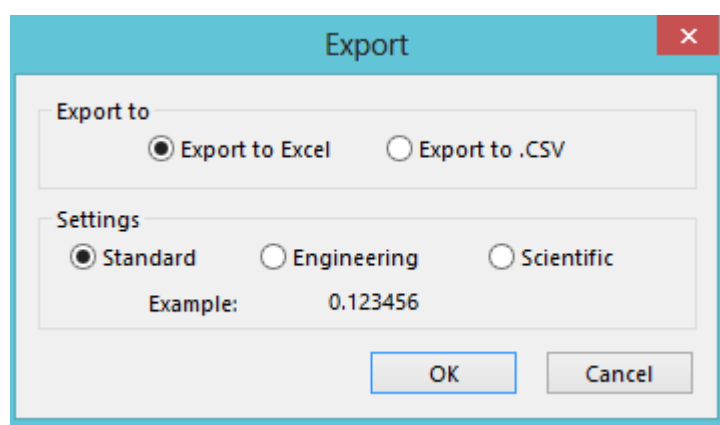 Export
Export to
Export to Excel Export to .CSV
Settings
Standard Engineering Scientific
Example: 0.123456
OK Cancel